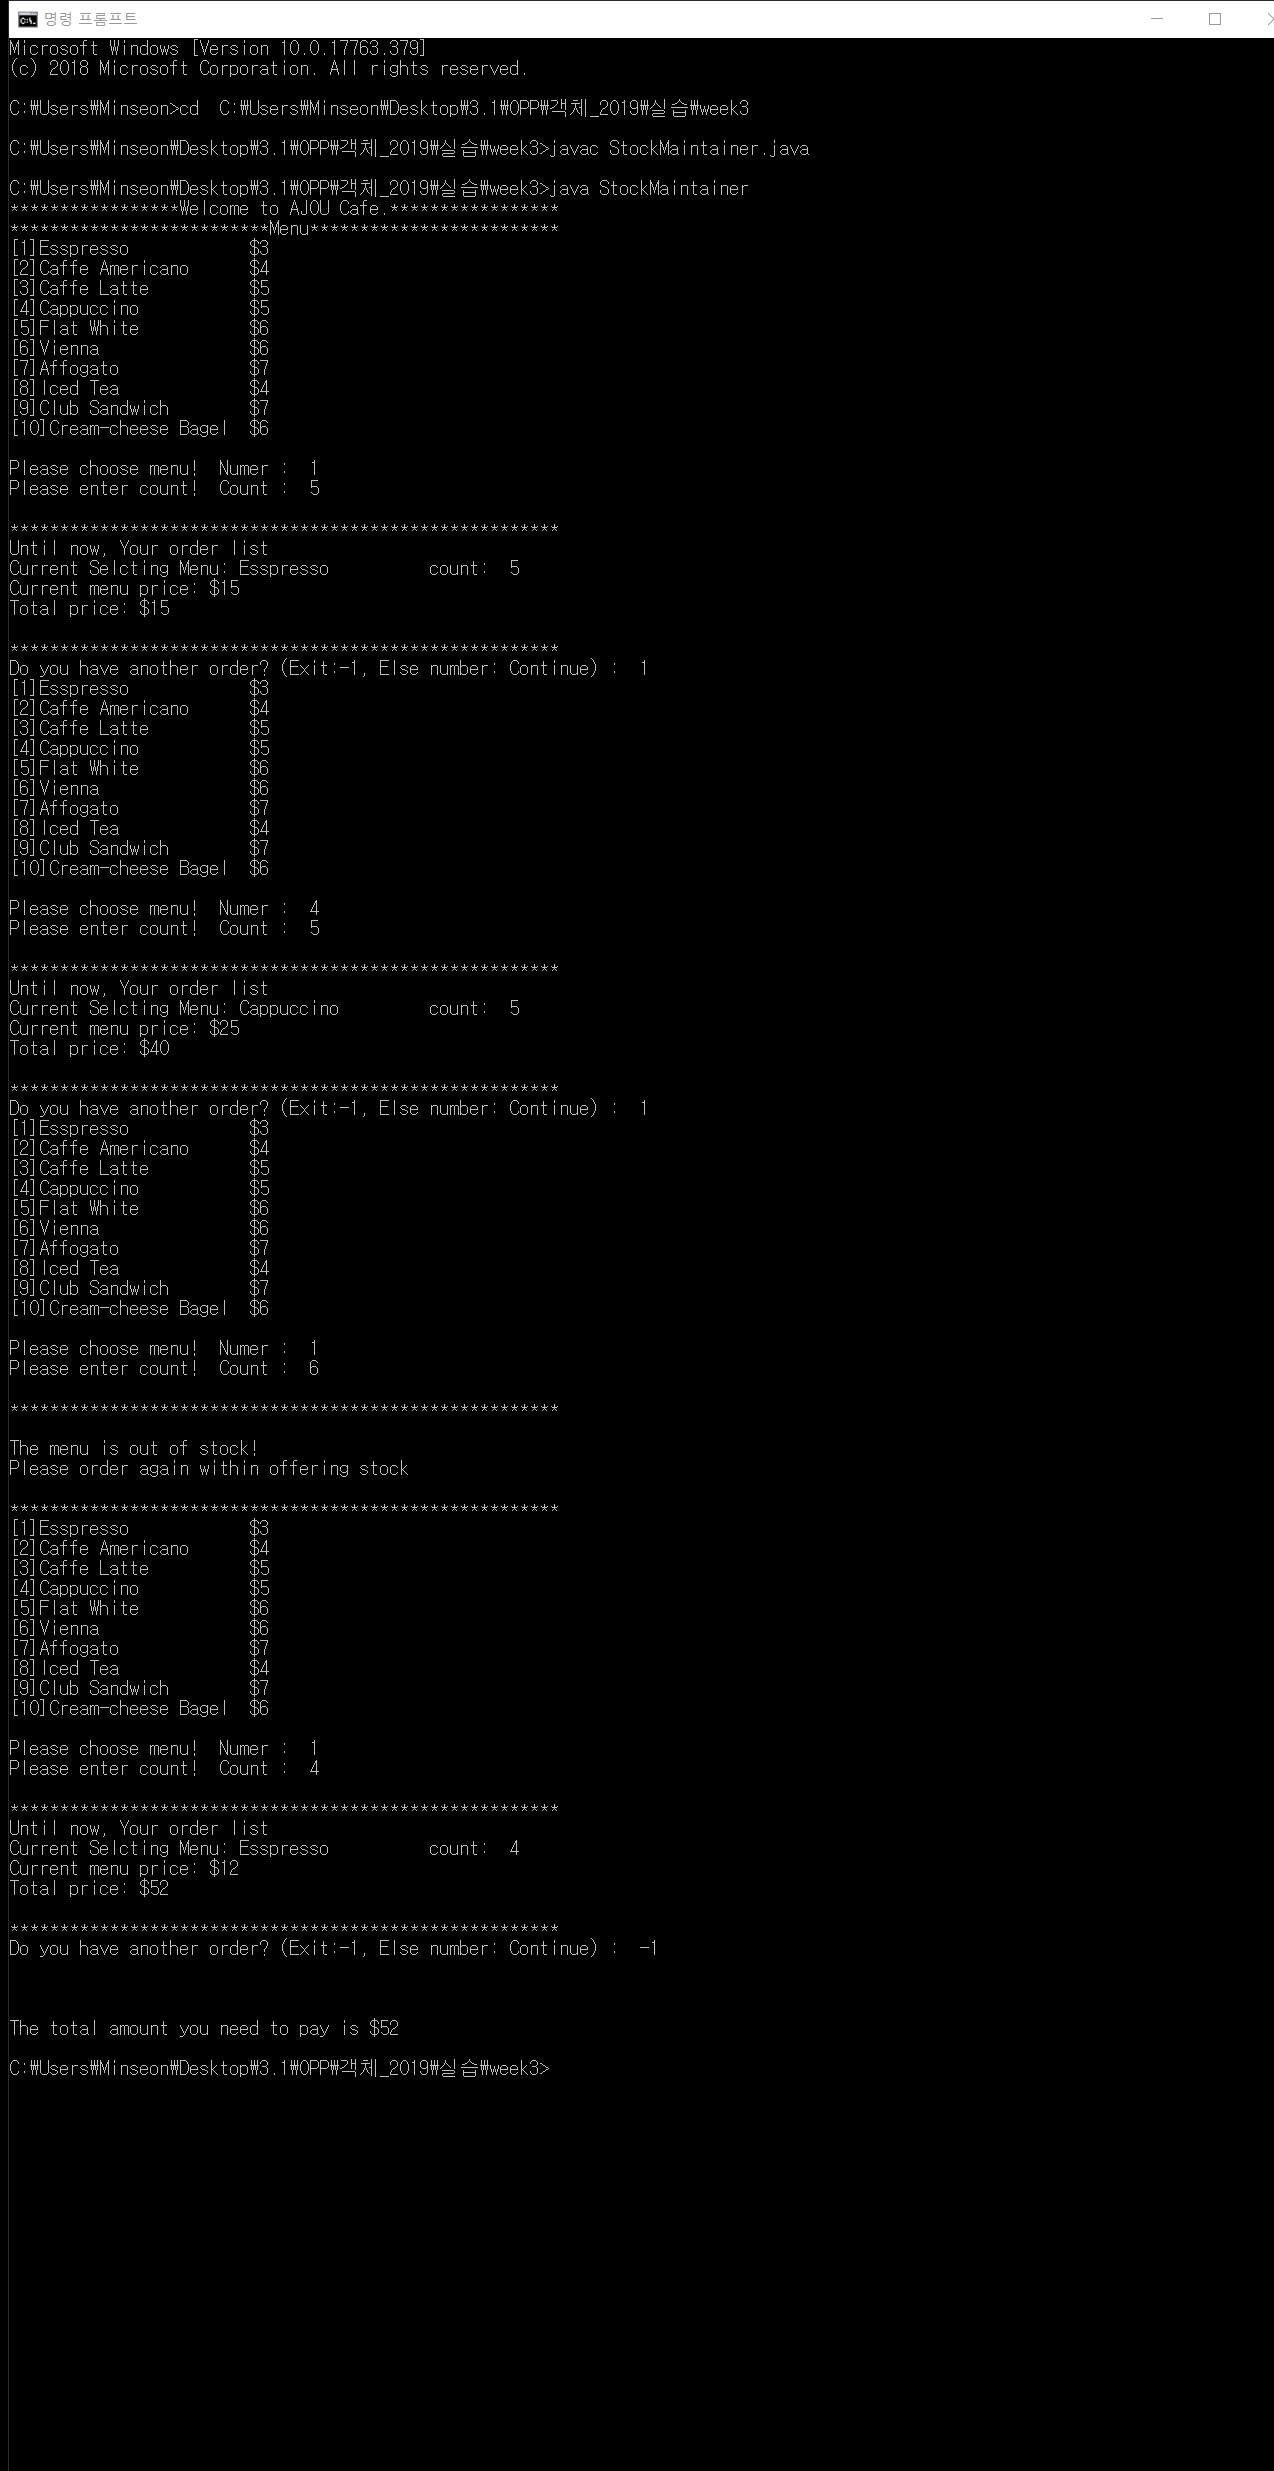 명령 프롬프트
Microsoft Windows [Version 10.0.17763.379]
(c) 2018 Microsoft Corporation. All rights reserved.
C:₩Users₩Minseon>cd  C:₩Users₩Minseon₩Desktop₩3.1₩OPP₩객체_2019₩실습₩week3
C:₩Users₩Minseon₩Desktop₩3.1₩OPP₩객체_2019₩실습₩week3>javac StockMaintainer.java
C:₩Users₩Minseon₩Desktop₩3.1₩OPP₩객체_2019₩실습₩week3>java StockMaintainer
*****************Welcome to AJOU Cafe.*****************
**************************Menu*************************
[1]Esspresso            $3
[2]Caffe Americano      $4
[3]Caffe Latte          $5
[4]Cappuccino           $5
[5]Flat White           $6
[6]Vienna               $6
[7]Affogato             $7
[8]Iced Tea             $4
[9]Club Sandwich        $7
[10]Cream-cheese Bagel  $6
Please choose menu!  Numer :  1
Please enter count!  Count :  5
*******************************************************
Until now, Your order list
Current Selcting Menu: Esspresso          count:  5
Current menu price: $15
Total price: $15
*******************************************************
Do you have another order? (Exit:-1, Else number: Continue) :  1
[1]Esspresso            $3
[2]Caffe Americano      $4
[3]Caffe Latte          $5
[4]Cappuccino           $5
[5]Flat White           $6
[6]Vienna               $6
[7]Affogato             $7
[8]Iced Tea             $4
[9]Club Sandwich        $7
[10]Cream-cheese Bagel  $6
Please choose menu!  Numer :  4
Please enter count!  Count :  5
*******************************************************
Until now, Your order list
Current Selcting Menu: Cappuccino         count:  5
Current menu price: $25
Total price: $40
*******************************************************
Do you have another order? (Exit:-1, Else number: Continue) :  1
[1]Esspresso            $3
[2]Caffe Americano      $4
[3]Caffe Latte          $5
[4]Cappuccino           $5
[5]Flat White           $6
[6]Vienna               $6
[7]Affogato             $7
[8]Iced Tea             $4
[9]Club Sandwich        $7
[10]Cream-cheese Bagel  $6
Please choose menu!  Numer :  1
Please enter count!  Count :  6
*******************************************************
The menu is out of stock!
Please order again within offering stock
*******************************************************
[1]Esspresso            $3
[2]Caffe Americano      $4
[3]Caffe Latte          $5
[4]Cappuccino           $5
[5]Flat White           $6
[6]Vienna               $6
[7]Affogato             $7
[8]Iced Tea             $4
[9]Club Sandwich        $7
[10]Cream-cheese Bagel  $6
Please choose menu!  Numer :  1
Please enter count!  Count :  4
*******************************************************
Until now, Your order list
Current Selcting Menu: Esspresso          count:  4
Current menu price: $12
Total price: $52
*******************************************************
Do you have another order? (Exit:-1, Else number: Continue) :  -1
The total amount you need to pay is $52
C:₩Users₩Minseon₩Desktop₩3.1₩OPP₩객체_2019₩실습₩week3>